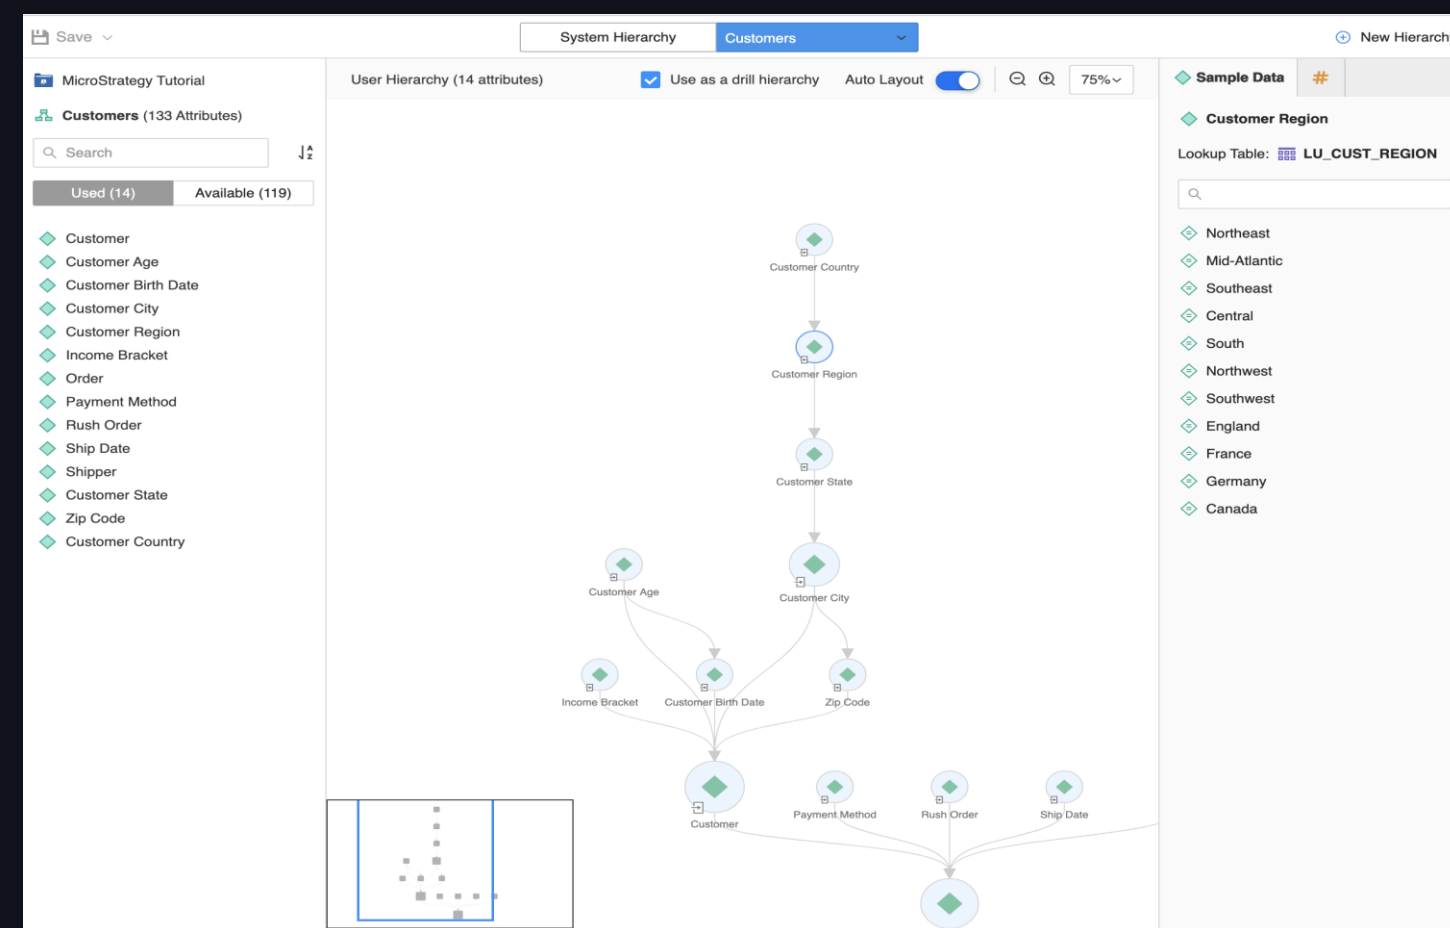 Save
System Hierarchy
Customers
New Hierarchy
MicroStrategy Tutorial
Customers (133 Attributes)
Search
Used (14)
Available (119)
Customer
Customer Age
Customer Birth Date
Customer City
Customer Region
Income Bracket
Order
Payment Method
Rush Order
Ship Date
Shipper
Customer State
Zip Code
Customer Country
User Hierarchy (14 attributes)
Use as a drill hierarchy
Auto Layout
75%
Customer Country
Customer Region
Customer State
Customer Age
Customer City
Income Bracket
Customer Birth Date
Zip Code
Customer
Payment Method
Rush Order
Ship Date
Sample Data
#
Customer Region
Lookup Table: LU_CUST_REGION
Northeast
Mid-Atlantic
Southeast
Central
South
Northwest
Southwest
England
France
Germany
Canada